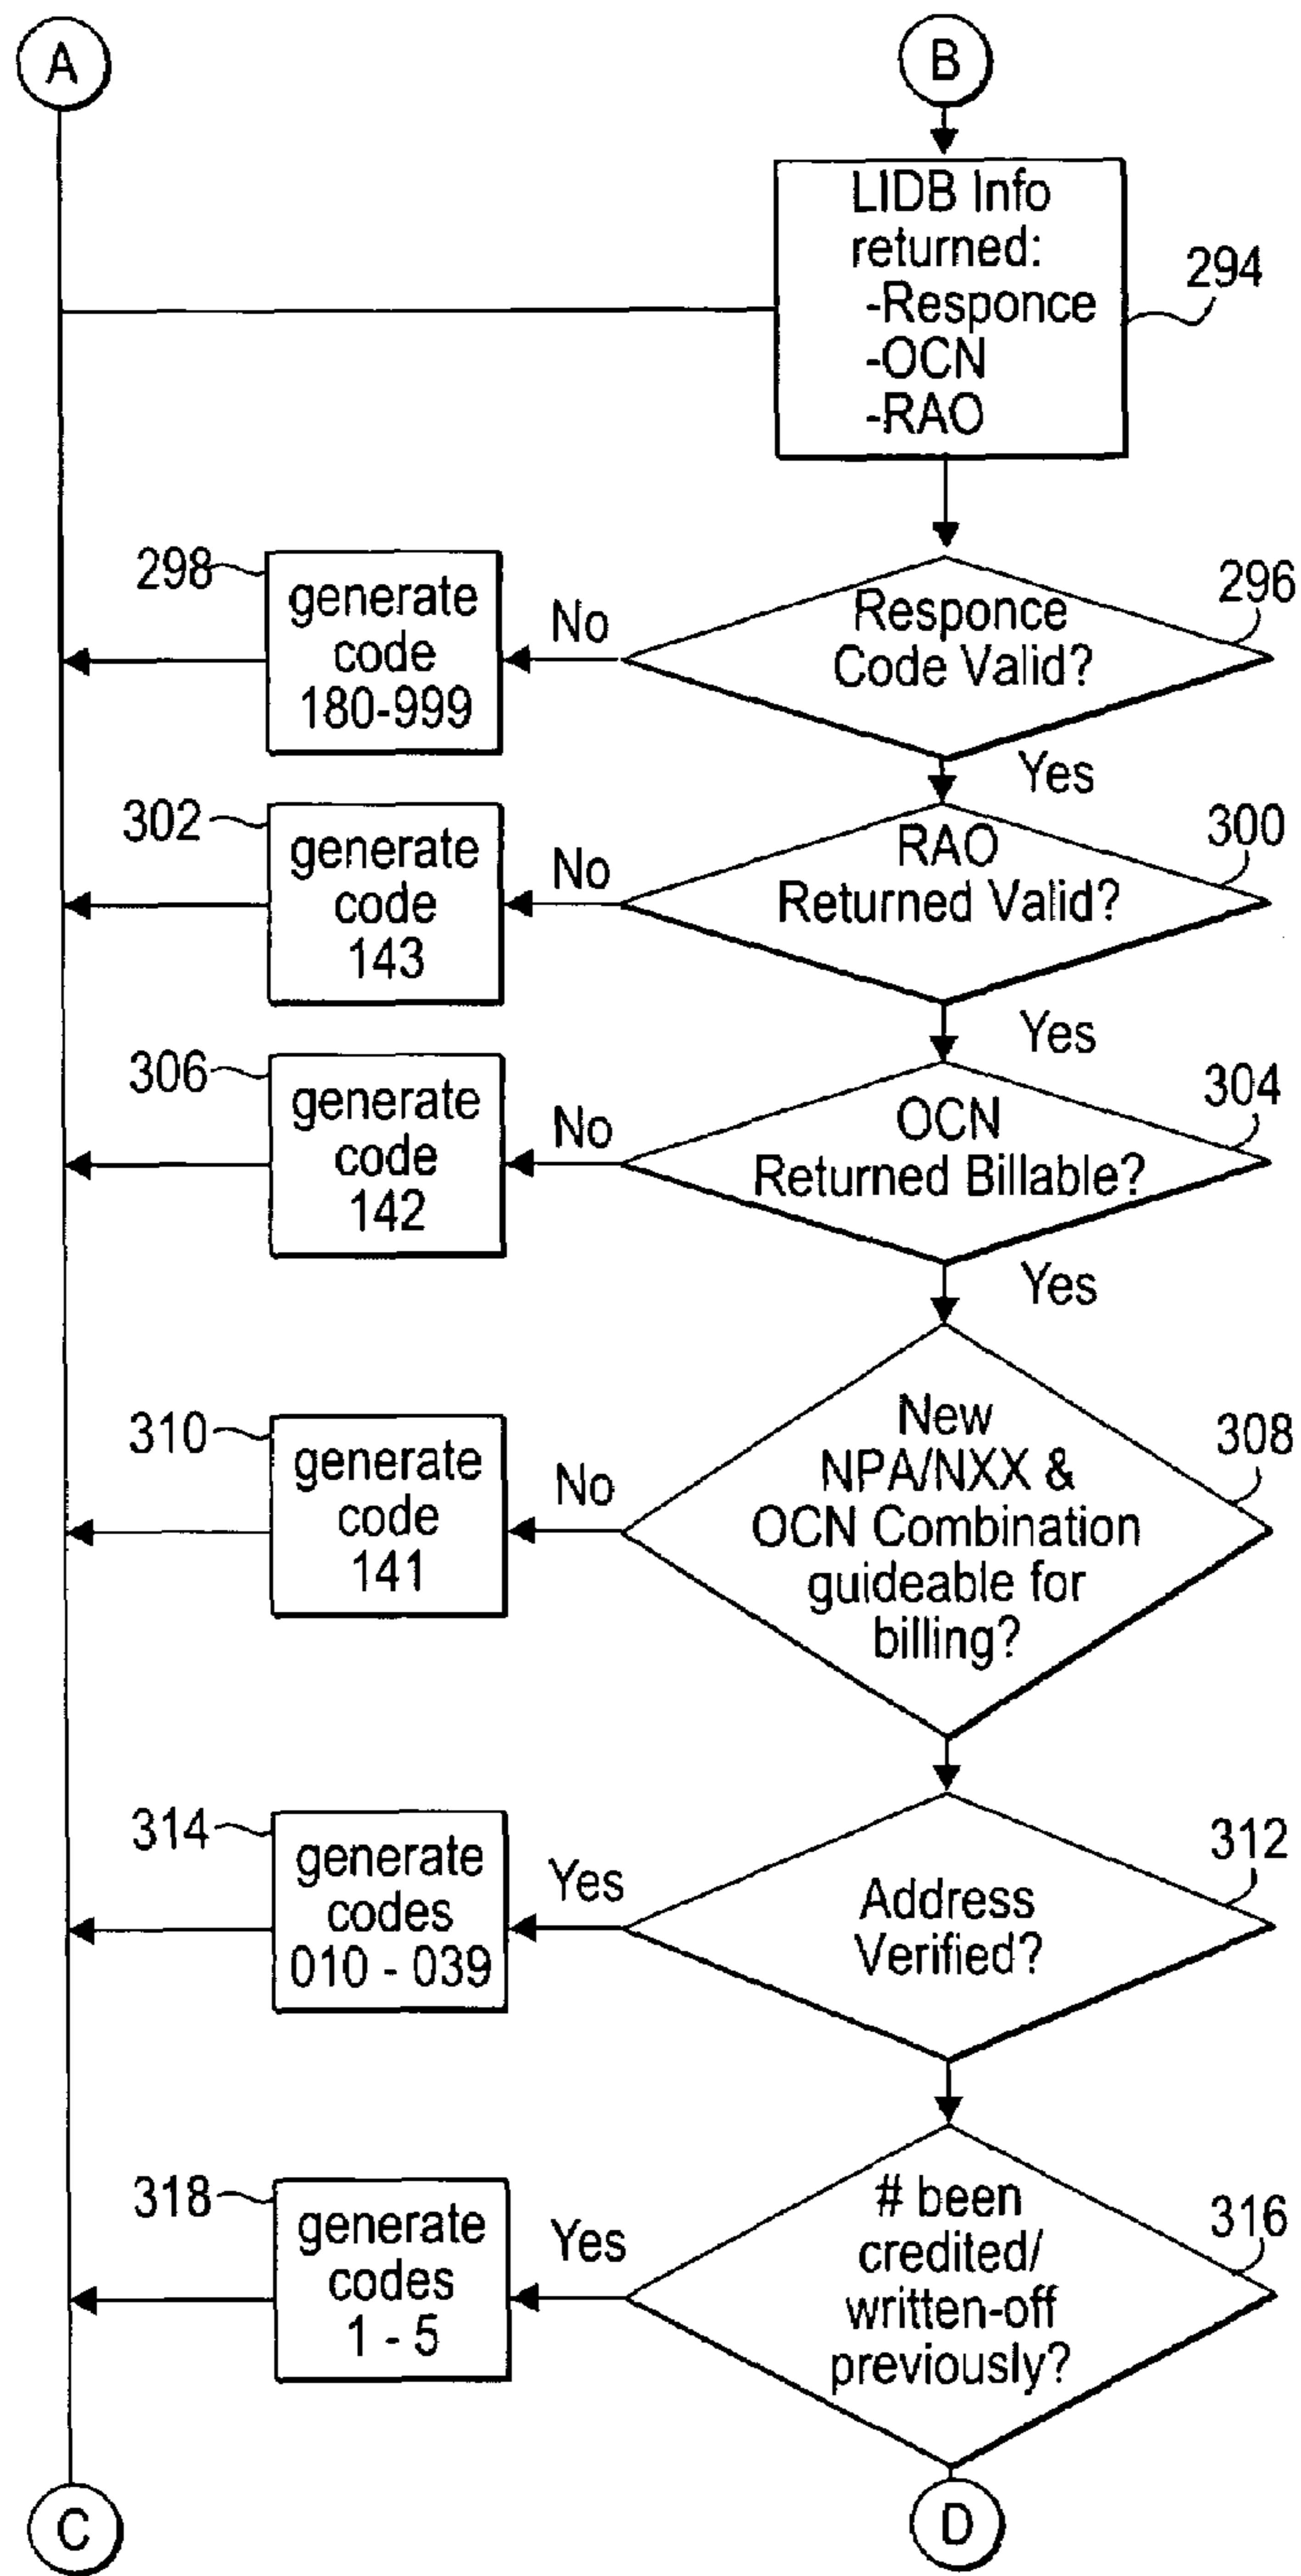 A
B
LIDB Info
returned:
-Responce
-OCN
-RAO
294
298
generate
code
180-999
No
Responce
Code Valid?
296
Yes
302
generate
code
143
No
RAO
Returned Valid?
300
Yes
306
generate
code
142
No
OCN
Returned Billable?
304
Yes
310
generate
code
141
No
New
NPA/NXX &
OCN Combination
guideable for
billing?
308
314
generate
codes
010 - 039
Yes
Address
Verified?
312
318
generate
codes
1 - 5
Yes
# been
credited/
written-off
previously?
316
C
D